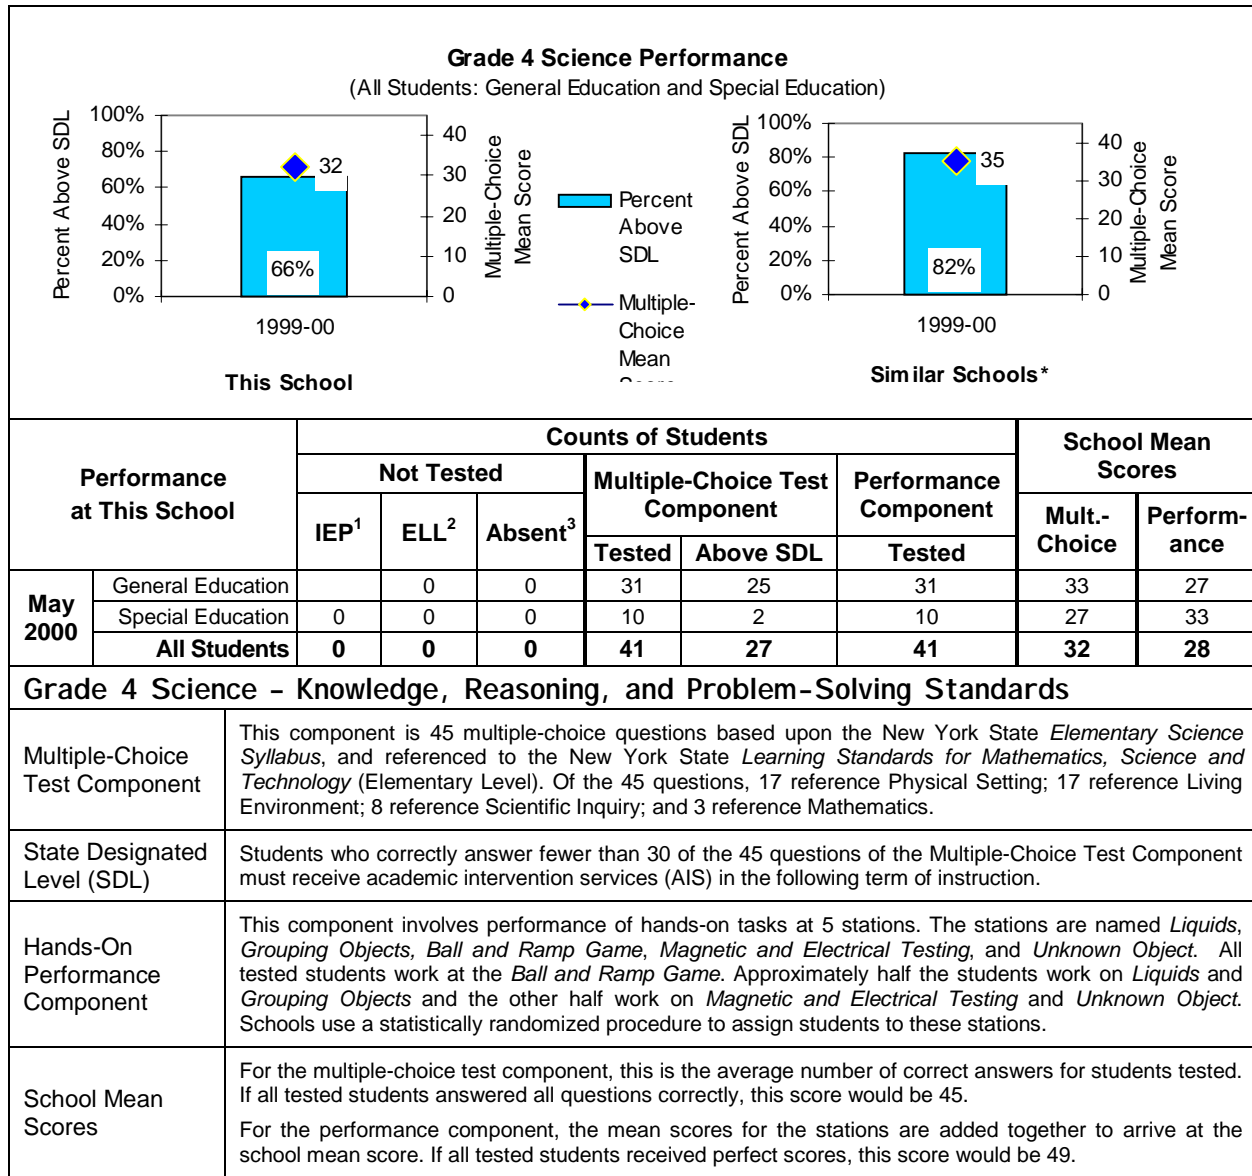 Grade 4 Science Performance
(All Students: General Education and Special Education)
Percent Above SDL
100%
80%
60%
40%
20%
0%
32
66%
40
30
20
10
0
Multiple-Choice
Mean Score
1999-00
This School
Percent
Above
SDL
Multiple-
Choice
Mean
Percent Above SDL
100%
80%
60%
40%
20%
0%
35
82%
40
30
20
10
0
Multiple-Choice
Mean Score
1999-00
Similar Schools*
Performance
at This School
Counts of Students
School Mean
Scores
Not Tested
Multiple-Choice Test
Component
Performance
Component
IEP1 ELL2 Absent3
Tested Above SDL Tested
Mult.-
Choice
Perform-
ance
May
2000
General Education 0 0 31 25 31 33 27
Special Education 0 0 0 10 2 10 27 33
All Students 0 0 0 41 27 41 32 28
Grade 4 Science – Knowledge, Reasoning, and Problem-Solving Standards
Multiple-Choice
Test Component
This component is 45 multiple-choice questions based upon the New York State Elementary Science
Syllabus, and referenced to the New York State Learning Standards for Mathematics, Science and
Technology (Elementary Level). Of the 45 questions, 17 reference Physical Setting; 17 reference Living
Environment; 8 reference Scientific Inquiry; and 3 reference Mathematics.
State Designated
Level (SDL)
Students who correctly answer fewer than 30 of the 45 questions of the Multiple-Choice Test Component
must receive academic intervention services (AIS) in the following term of instruction.
Hands-On
Performance
Component
This component involves performance of hands-on tasks at 5 stations. The stations are named Liquids,
Grouping Objects, Ball and Ramp Game, Magnetic and Electrical Testing, and Unknown Object. All
tested students work at the Ball and Ramp Game. Approximately half the students work on Liquids and
Grouping Objects and the other half work on Magnetic and Electrical Testing and Unknown Object.
Schools use a statistically randomized procedure to assign students to these stations.
School Mean
Scores
For the multiple-choice test component, this is the average number of correct answers for students tested.
If all tested students answered all questions correctly, this score would be 45.
For the performance component, the mean scores for the stations are added together to arrive at the
school mean score. If all tested students received perfect scores, this score would be 49.